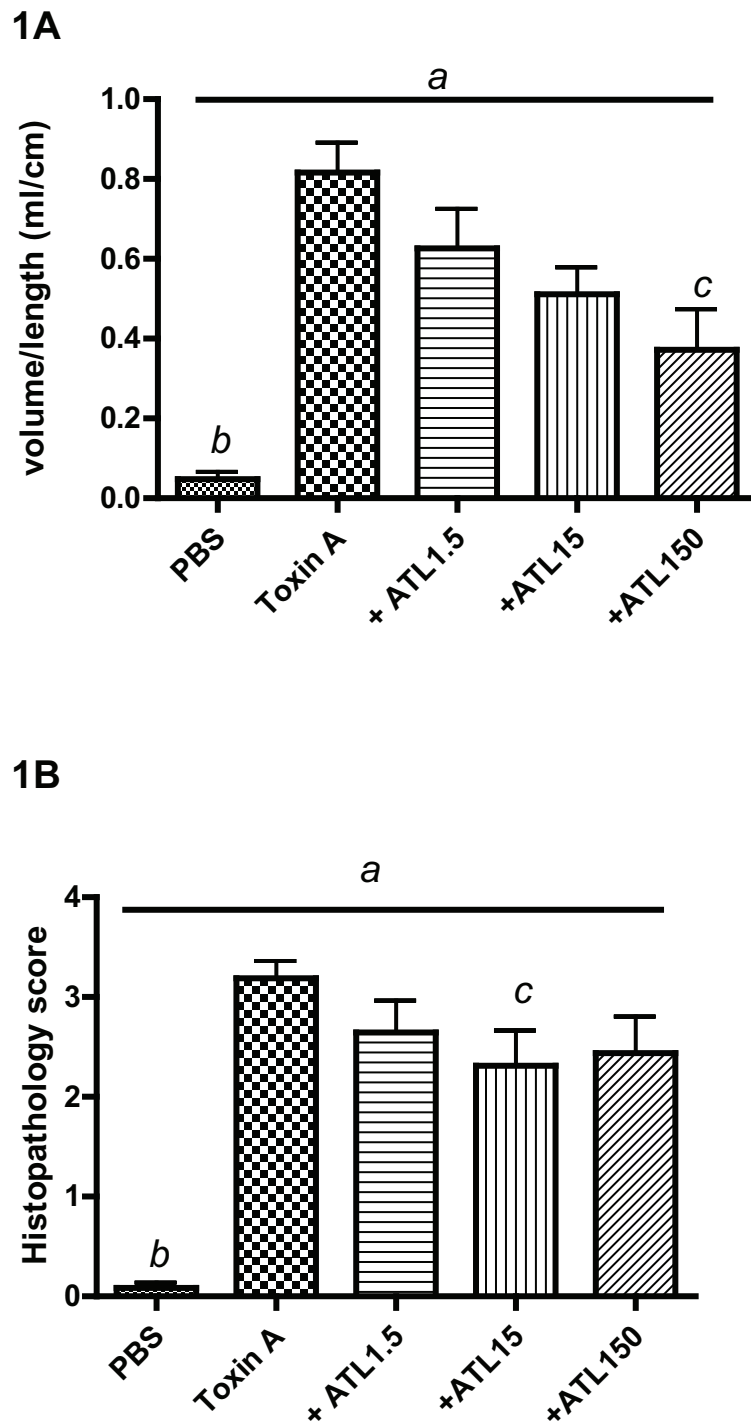 1A
a
volume/length (ml/cm)
1.0
0.8
0.6
0.4
0.2
0.0
b
c
PBS
Toxin A
+ ATL1.5
+ATL15
+ATL150
1B
a
Histopathology score
4
3
2
1
0
b
c
PBS
Toxin A
+ ATL1.5
+ATL15
+ATL150